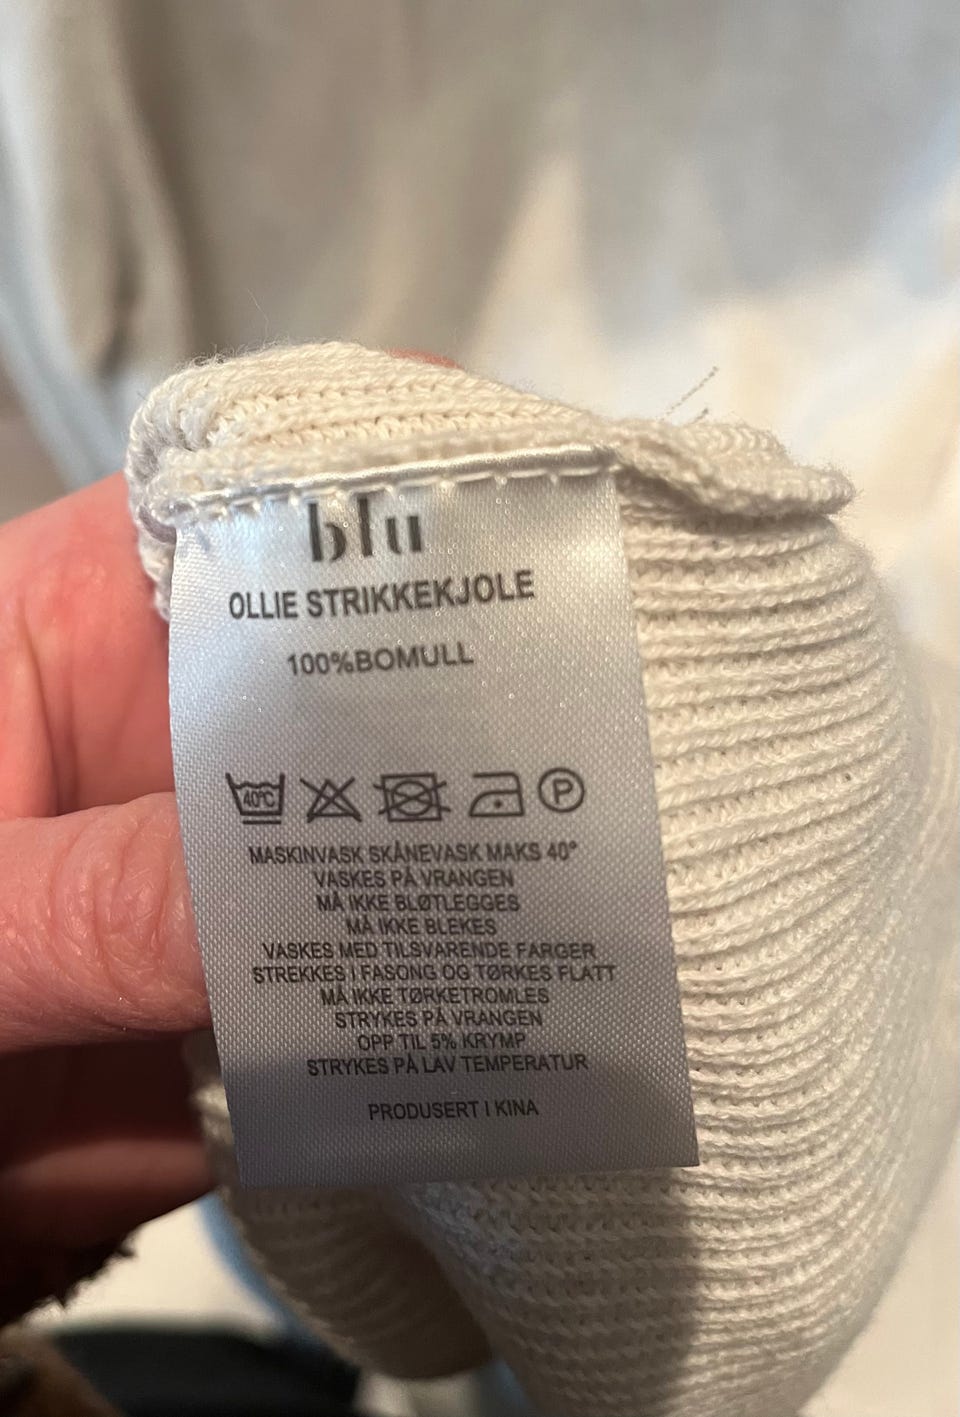 blu
OLLIE STRIKKEKJOLE
100%BOMULL
40°C P
MASKINVASK SKÅNEVASK MAKS 40°
VASKES PÅ VRANGEN
MÅ IKKE BLØTLEGGES
MÅ IKKE BLEKES
VASKES MED TILSVARENDE FARGER
STREKKES I FASONG OG TØRKES FLATT
MÅ IKKE TØRKETROMLES
STRYKES PÅ VRANGEN
OPP TIL 5% KRYMP
STRYKES PÅ LAV TEMPERATUR
PRODUSERT I KINA